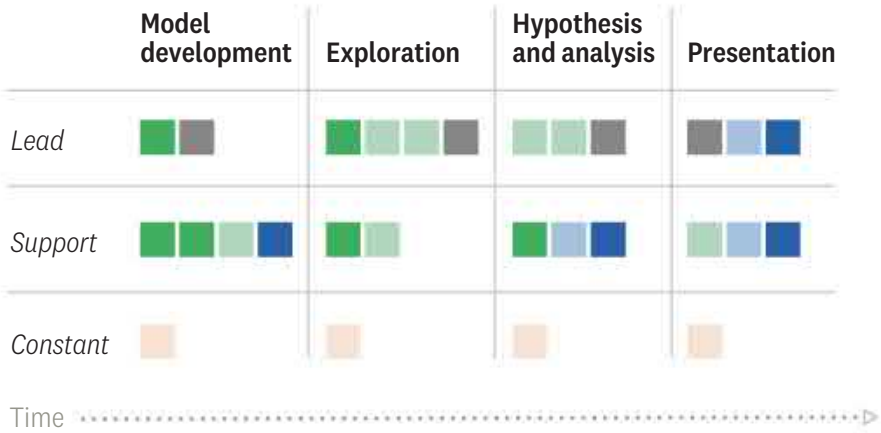 Model
development
Exploration
Hypothesis
and analysis
Presentation
Lead
Support
Constant
Time